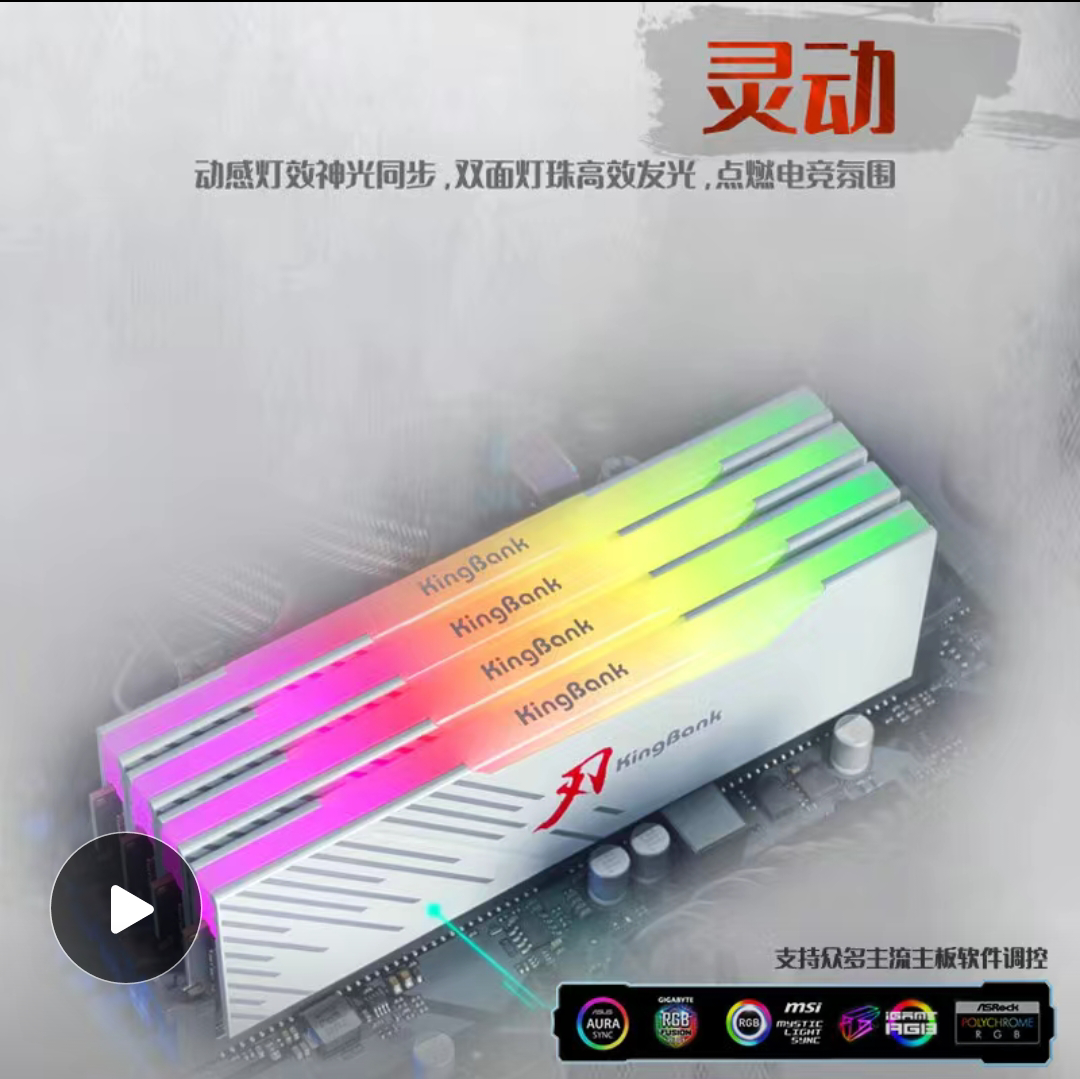 灵动
动感灯效神光同步,双面灯珠高效发光,点燃电竞氛围
KingBank
KingBank
KingBank
KingBank
刃 KingBank
支持众多主流主板软件调控
ASUS AURA SYNC
GIGABYTE RGB FUSION
RGB msi MYSTIC LIGHT SYNC
iGAME RGB
ASRock POLYCHROME RGB